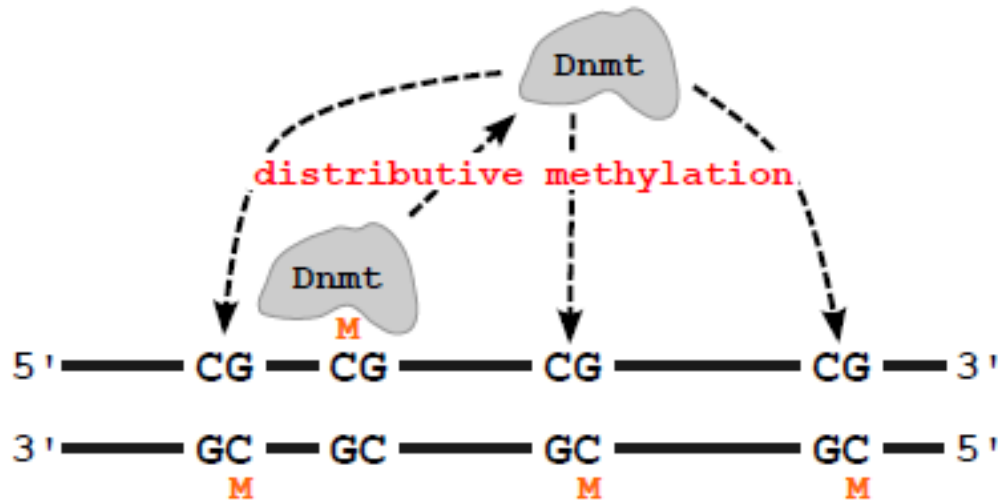 Dnmt
distributive methylation
Dnmt
M
5' CG CG CG CG 3'
3' GC GC GC GC 5'
M M M